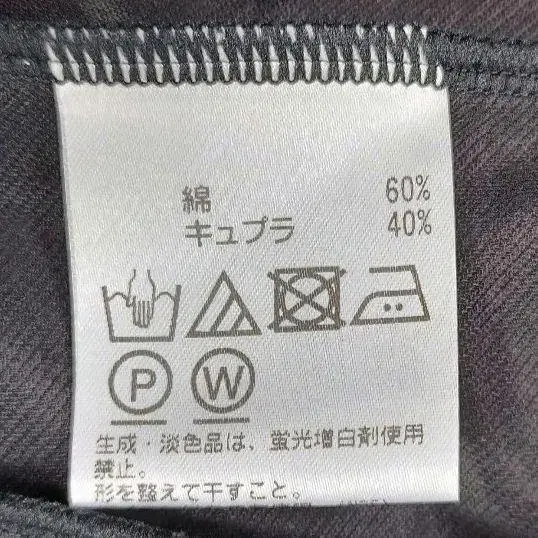 綿 60%
キュプラ 40%
P W
生成・淡色品は、蛍光増白剤使用
禁止。
形を整えて干すこと。